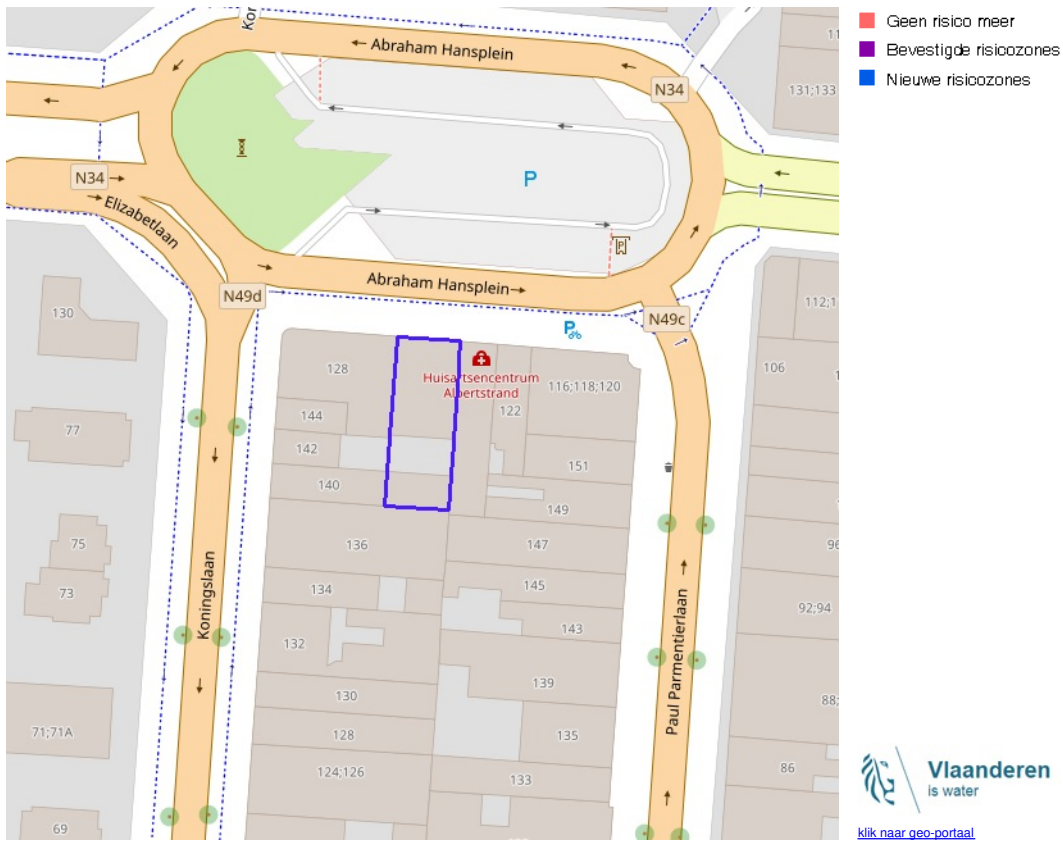 Kon
Abraham Hansplein
N34
131;133
N34
P
Elizabetlaan
P
Abraham Hansplein
N49d
N49c
130
P
112;1
128
Huisartsencentrum
Albertstrand
116;118;120
106
144
122
77
142
151
140
149
75
136
147
96
134
145
73
92;94
143
Koningslaan
132
Paul Parmentierlaan
139
130
88;
71;71A
128
135
124;126
133
86
69
Geen risico meer
Bevestigde risicozones
Nieuwe risicozones
Vlaanderen
is water
klik naar geo-portaal